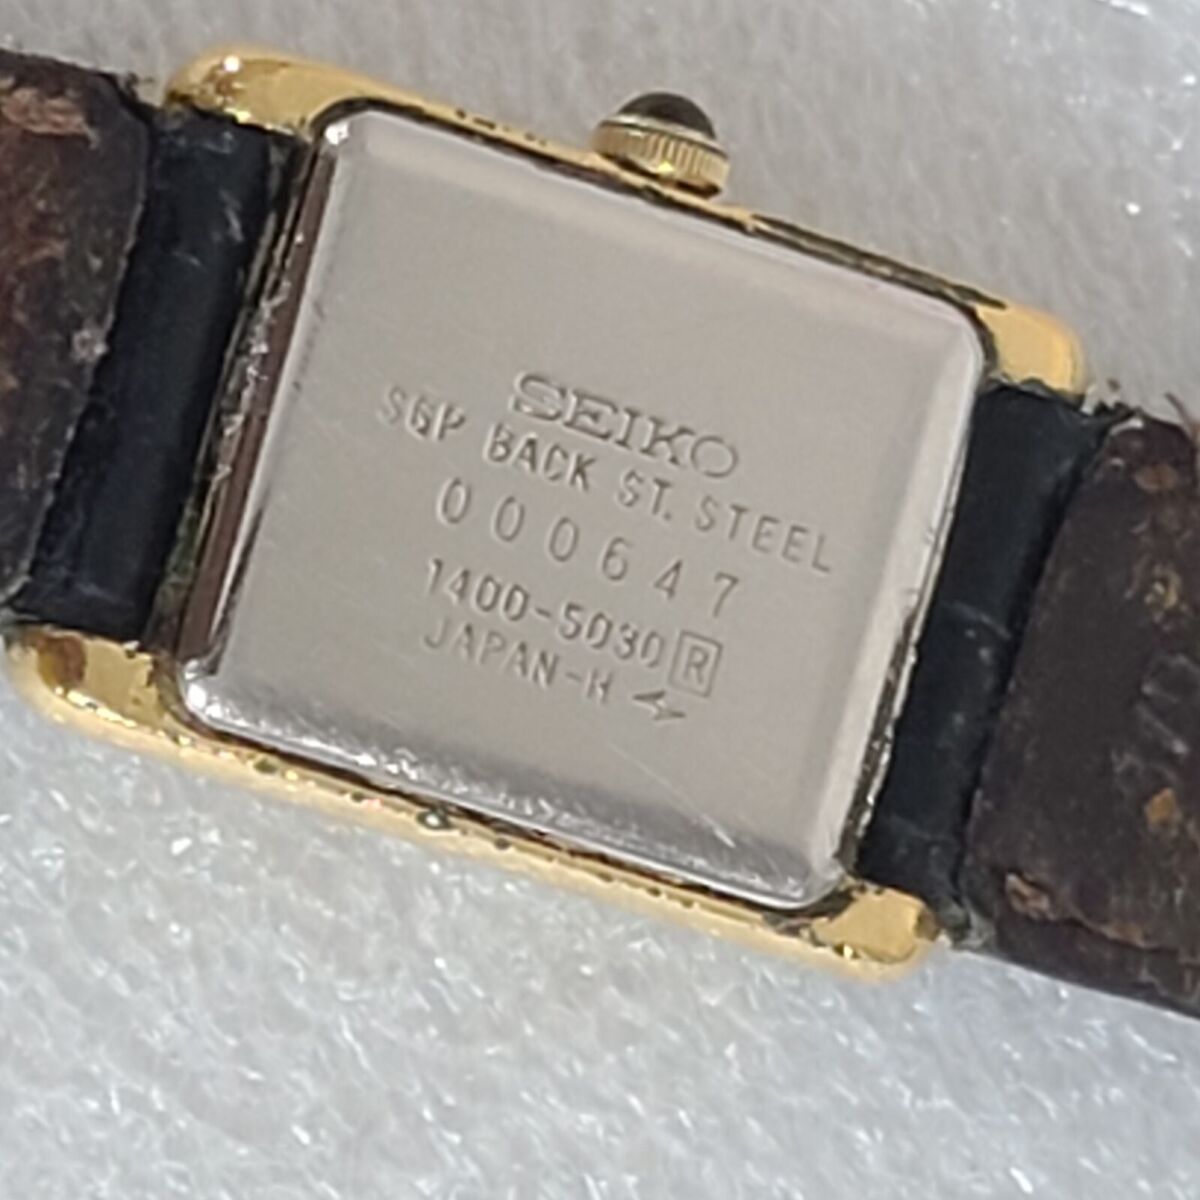 SEIKO
SGP BACK ST. STEEL
000647
1400-5030 R
JAPAN-H